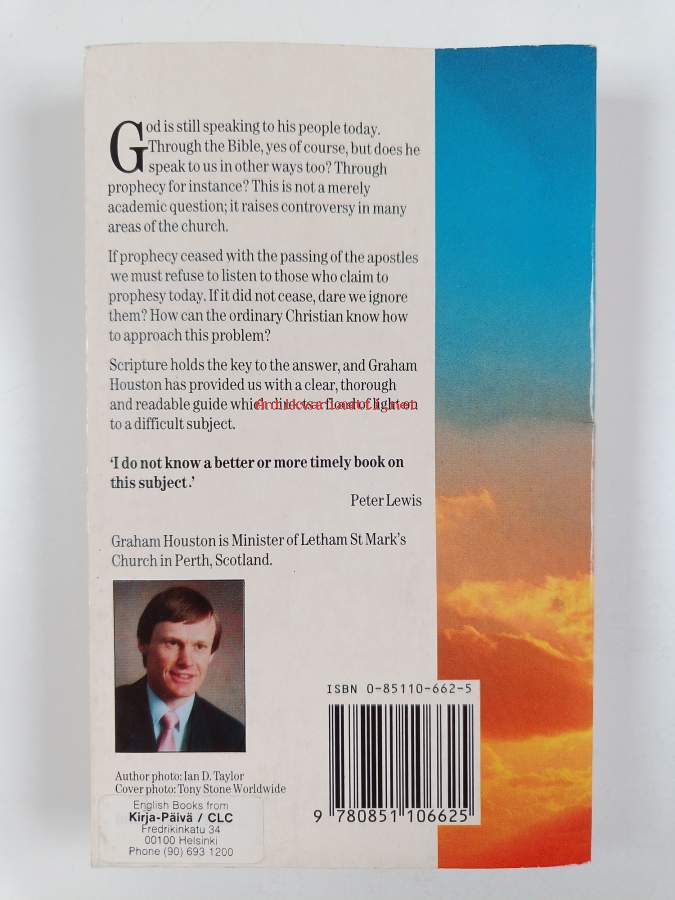 God is still speaking to his people today.
Through the Bible, yes of course, but does he
speak to us in other ways too? Through
prophecy for instance? This is not a merely
academic question; it raises controversy in many
areas of the church.
If prophecy ceased with the passing of the apostles
we must refuse to listen to those who claim to
prophesy today. If it did not cease, dare we ignore
them? How can the ordinary Christian know how
to approach this problem?
Scripture holds the key to the answer, and Graham
Houston has provided us with a clear, thorough
and readable guide which directs a flood of light on
to a difficult subject.
‘I do not know a better or more timely book on
this subject.’
Peter Lewis
Graham Houston is Minister of Letham St Mark's
Church in Perth, Scotland.
ISBN 0-85110-662-5
9 780851 106625
Author photo: Ian D. Taylor
Cover photo: Tony Stone Worldwide
English Books from
Kirja-Päivä / CLC
Fredrikinkatu 34
00100 Helsinki
Phone (90) 693 1200